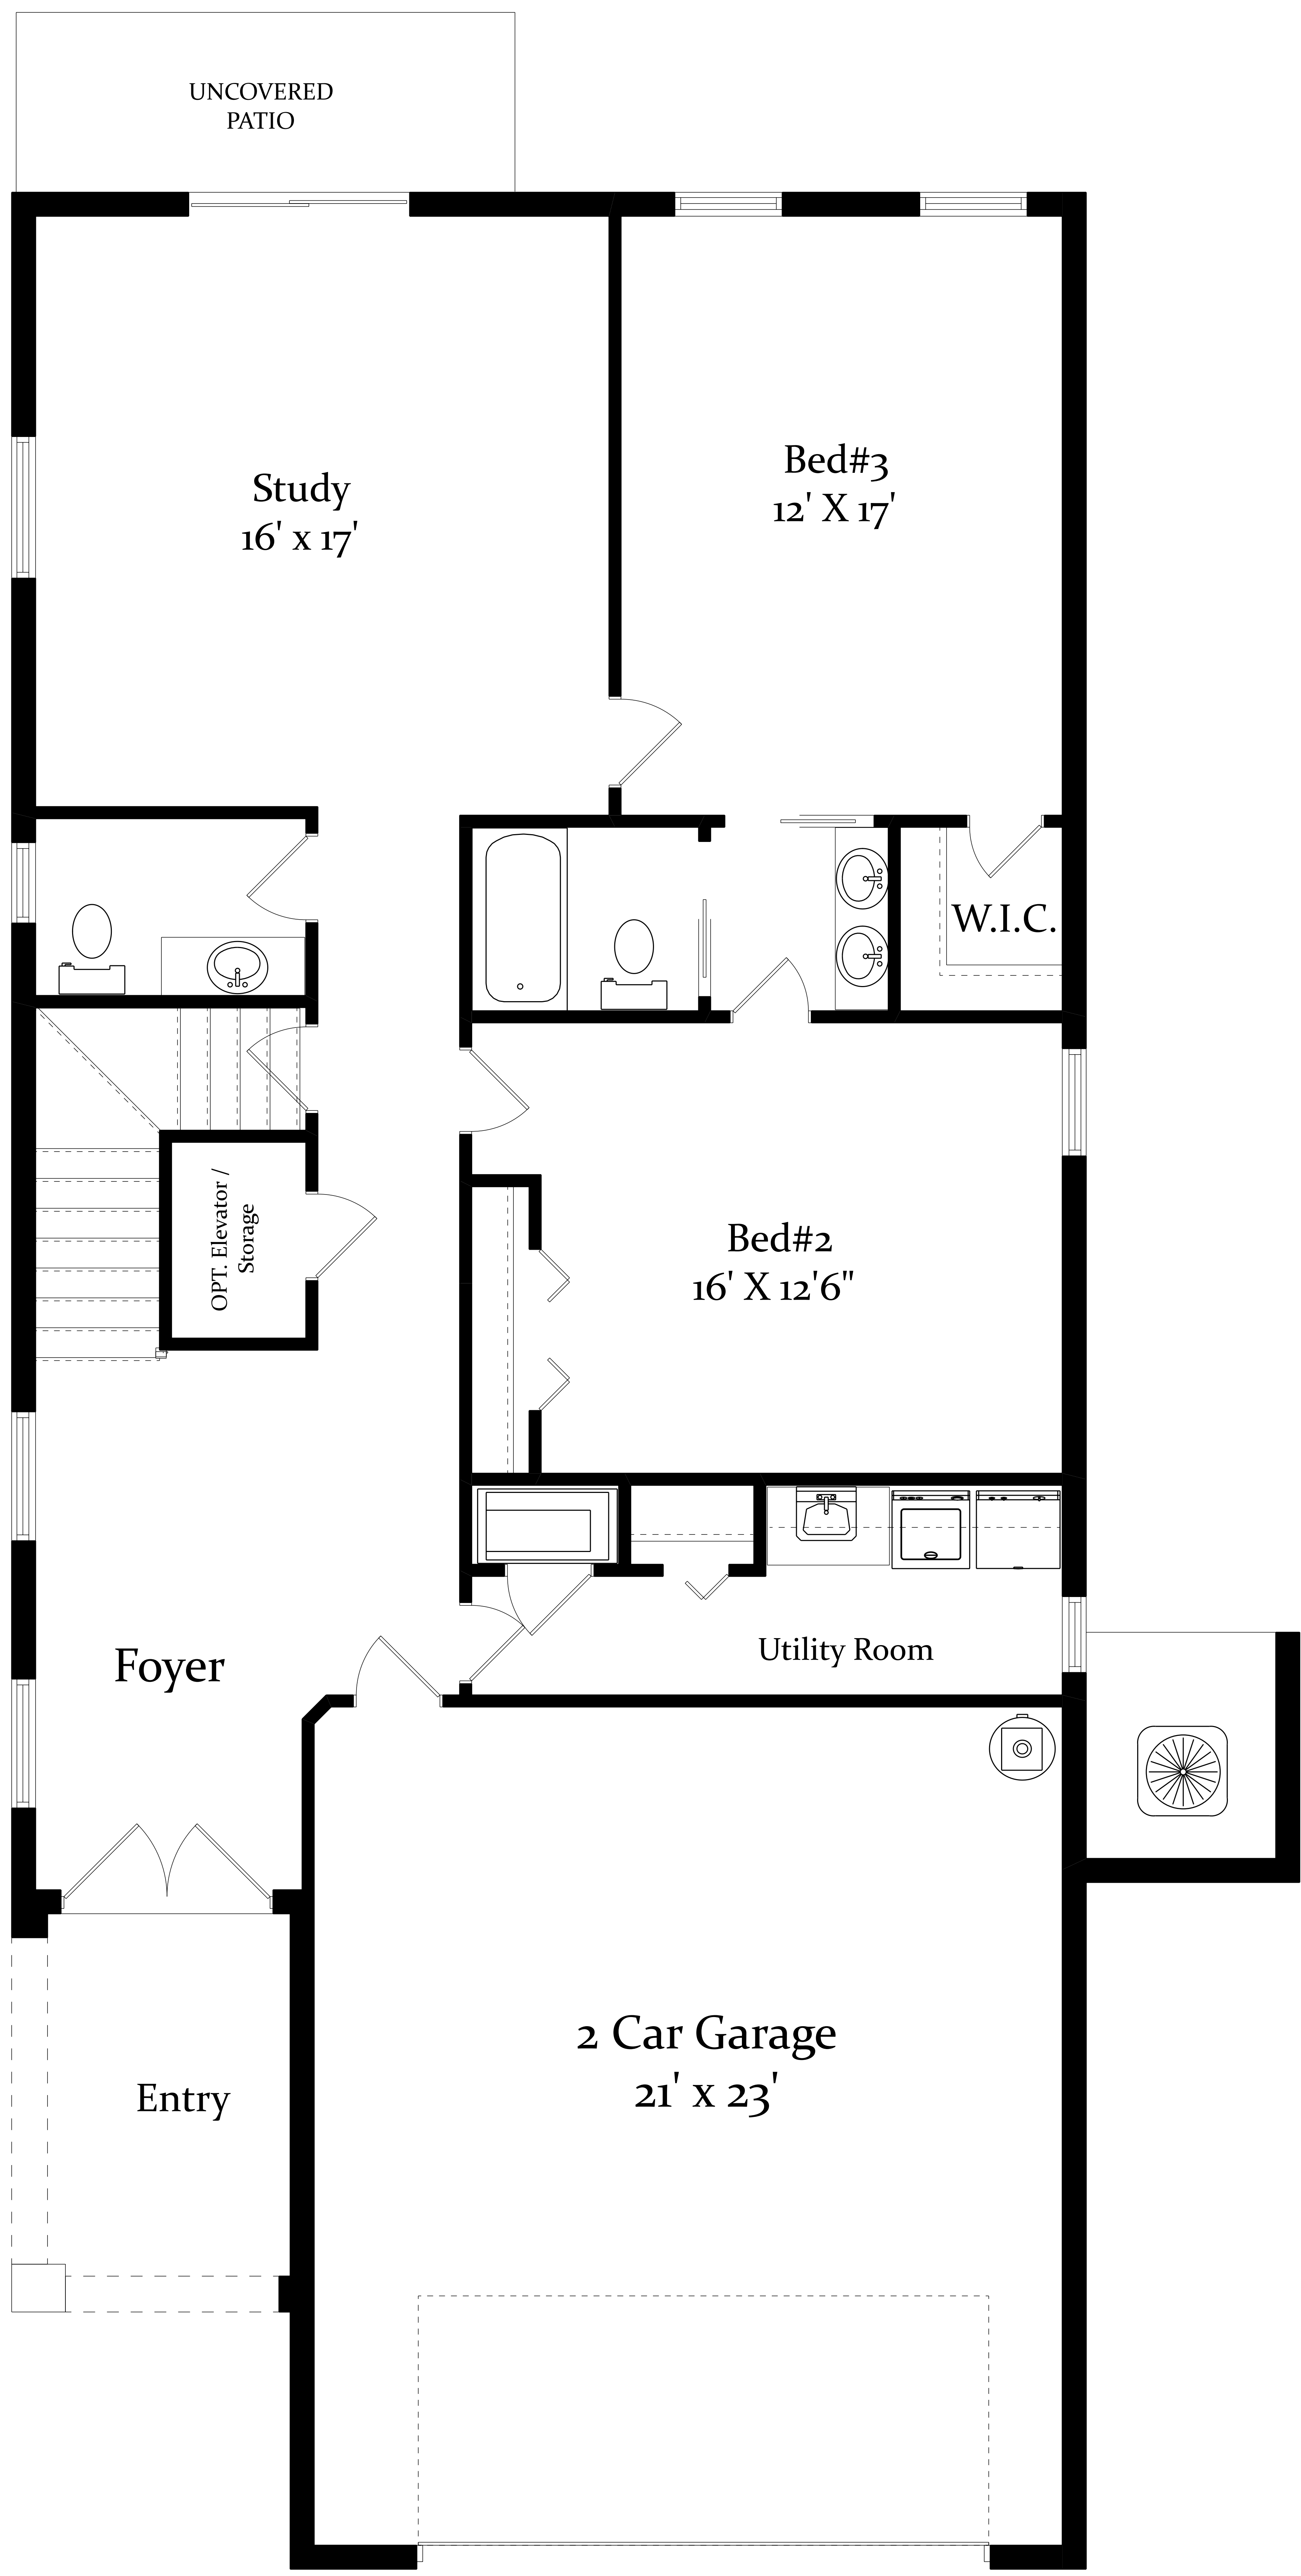 UNCOVERED
PATIO
Study
16' x 17'
Bed#3
12' X 17'
W.I.C.
OPT. Elevator /
Storage
Bed#2
16' X 12'6"
Utility Room
Foyer
2 Car Garage
21' x 23'
Entry